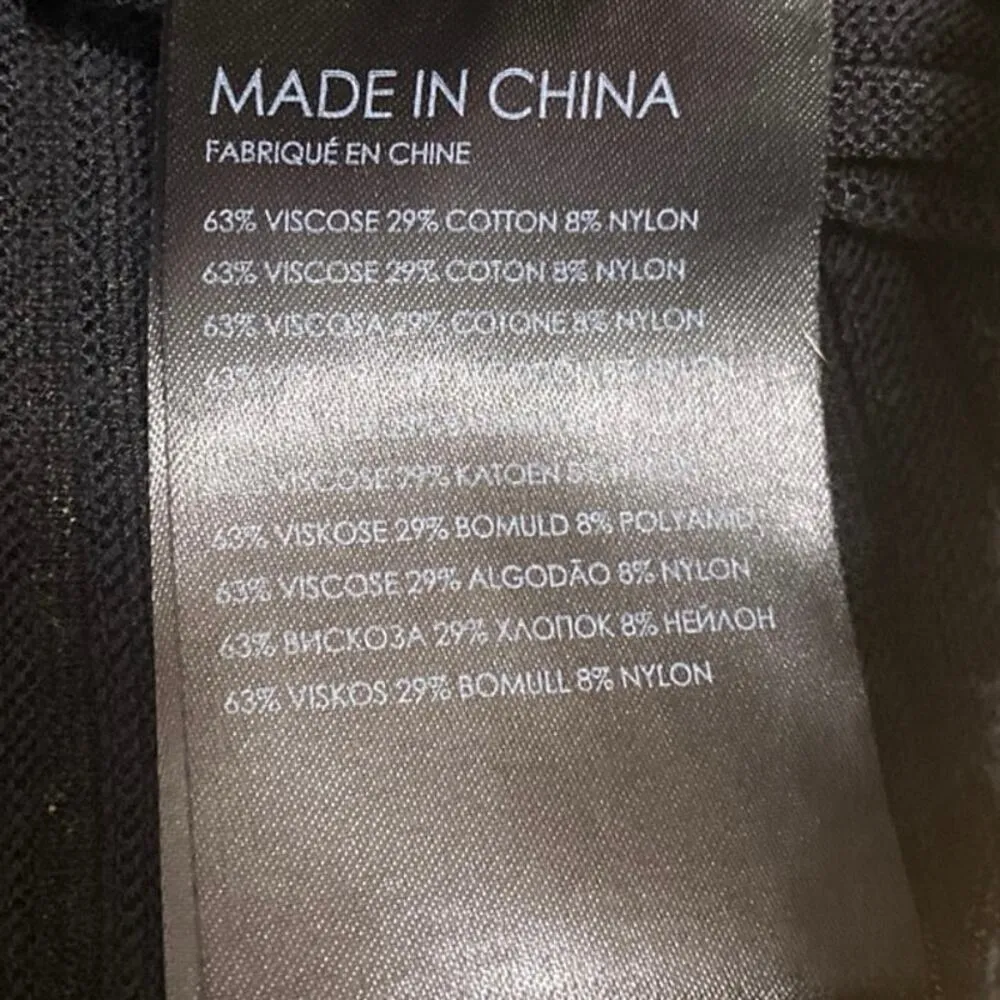 MADE IN CHINA
FABRIQUÉ EN CHINE
63% VISCOSE 29% COTTON 8% NYLON
63% VISCOSE 29% COTON 8% NYLON
63% VISCOSA 29% COTONE 8% NYLON
63%
VISCOSE 29% KATOEN
63% VISKOSE 29% BOMULD 8% POLYAMID
63% VISCOSE 29% ALGODÃO 8% NYLON
63% ВИСКОЗА 29% ХЛОПОК 8% НЕЙЛОН
63% VISKOS 29% BOMULL 8% NYLON